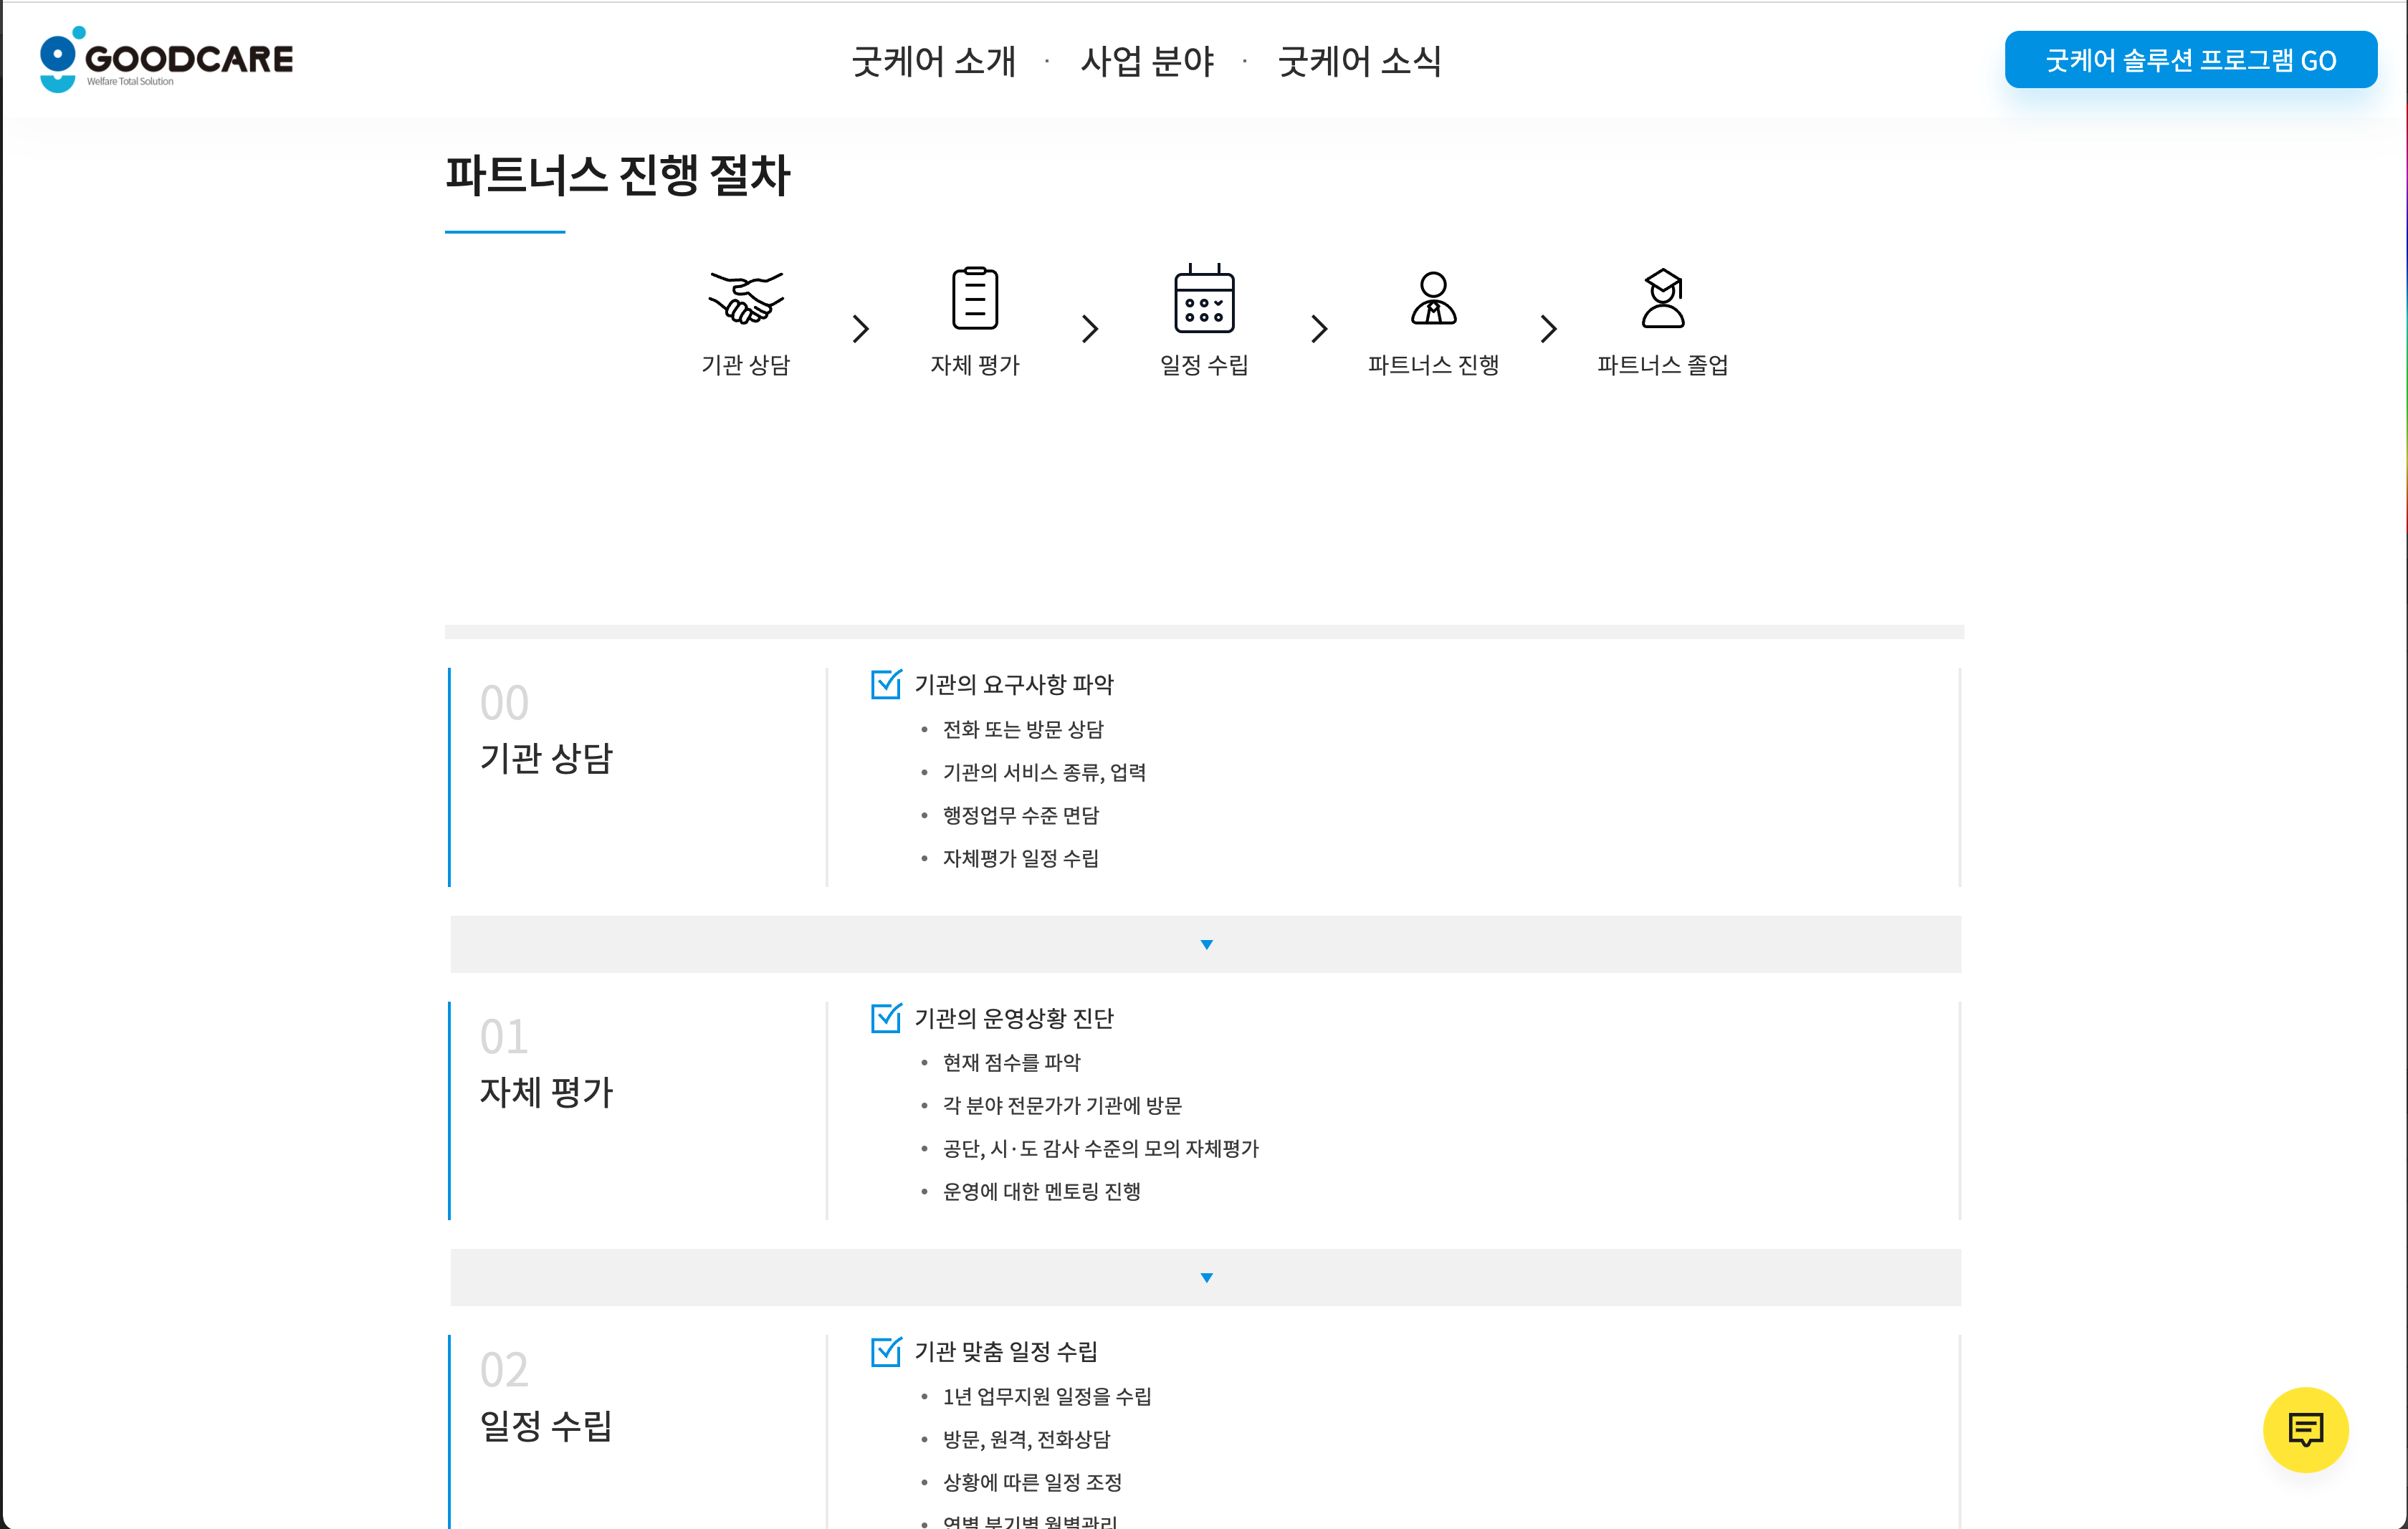 GOODCARE
Welfare Total Solution
굿케어 소개 · 사업 분야 · 굿케어 소식
굿케어 솔루션 프로그램 GO
파트너스 진행 절차
기관 상담
자체 평가
일정 수립
파트너스 진행
파트너스 졸업
00
기관 상담
기관의 요구사항 파악
• 전화 또는 방문 상담
• 기관의 서비스 종류, 업력
• 행정업무 수준 면담
• 자체평가 일정 수립
01
자체 평가
기관의 운영상황 진단
• 현재 점수를 파악
• 각 분야 전문가가 기관에 방문
• 공단, 시·도 감사 수준의 모의 자체평가
• 운영에 대한 멘토링 진행
02
일정 수립
기관 맞춤 일정 수립
• 1년 업무지원 일정을 수립
• 방문, 원격, 전화상담
• 상황에 따른 일정 조정
• 연별 분기별 월별관리